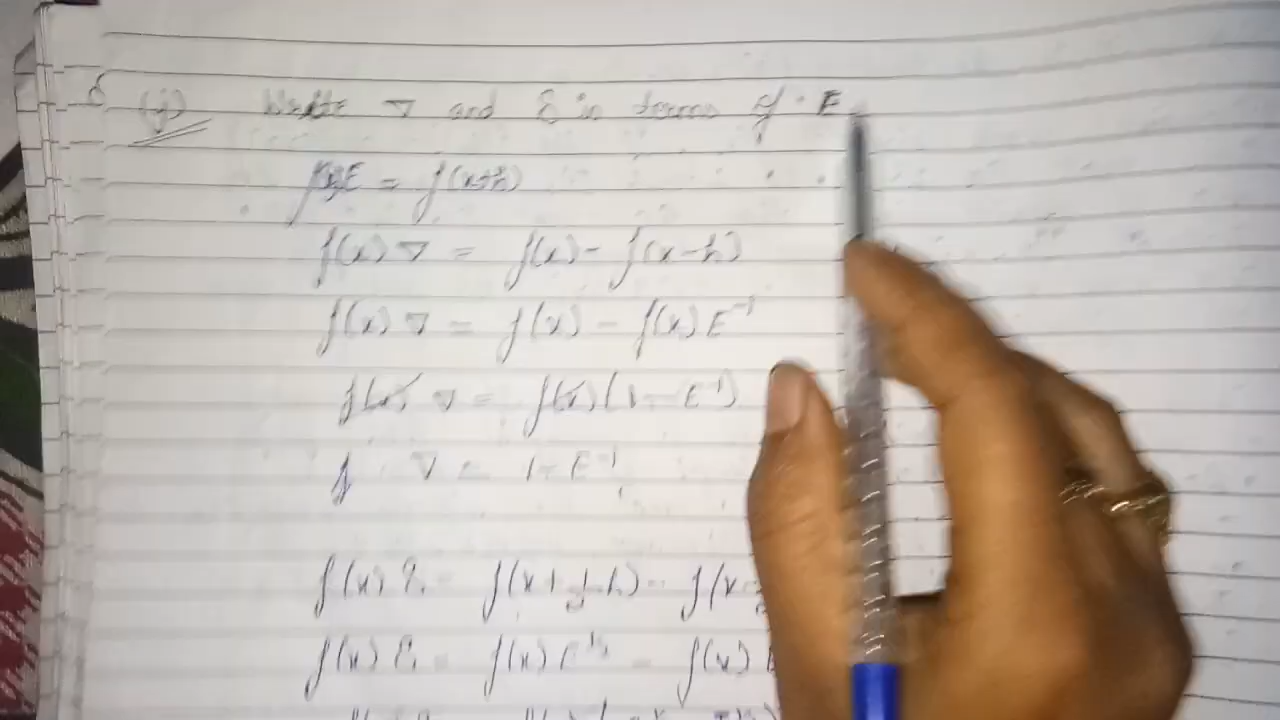 (j) Write ∇ and δ in terms of E
E = f(x+h)
f(x) ∇ = f(x) - f(x-h)
f(x) ∇ = f(x) - f(x) E⁻¹
f(x) ∇ = f(x) (1 - E⁻¹)
∇ = 1 - E⁻¹
f(x) δ = f(x + ½h) - f(x
f(x) δ = f(x) E^½ - f(x)